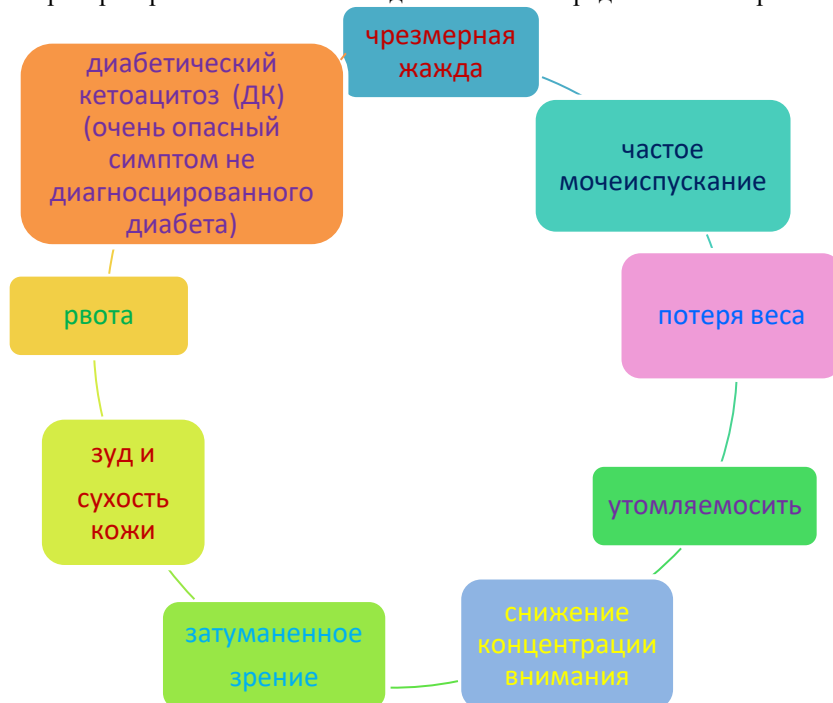 чрезмерная
жажда
частое
мочеиспускание
потеря веса
утомляемосить
снижение
концентрации
внимания
затуманенное
зрение
зуд и
сухость
кожи
рвота
диабетический
кетоацитоз (ДК)
(очень опасный
симптом не
диагносцированного
диабета)